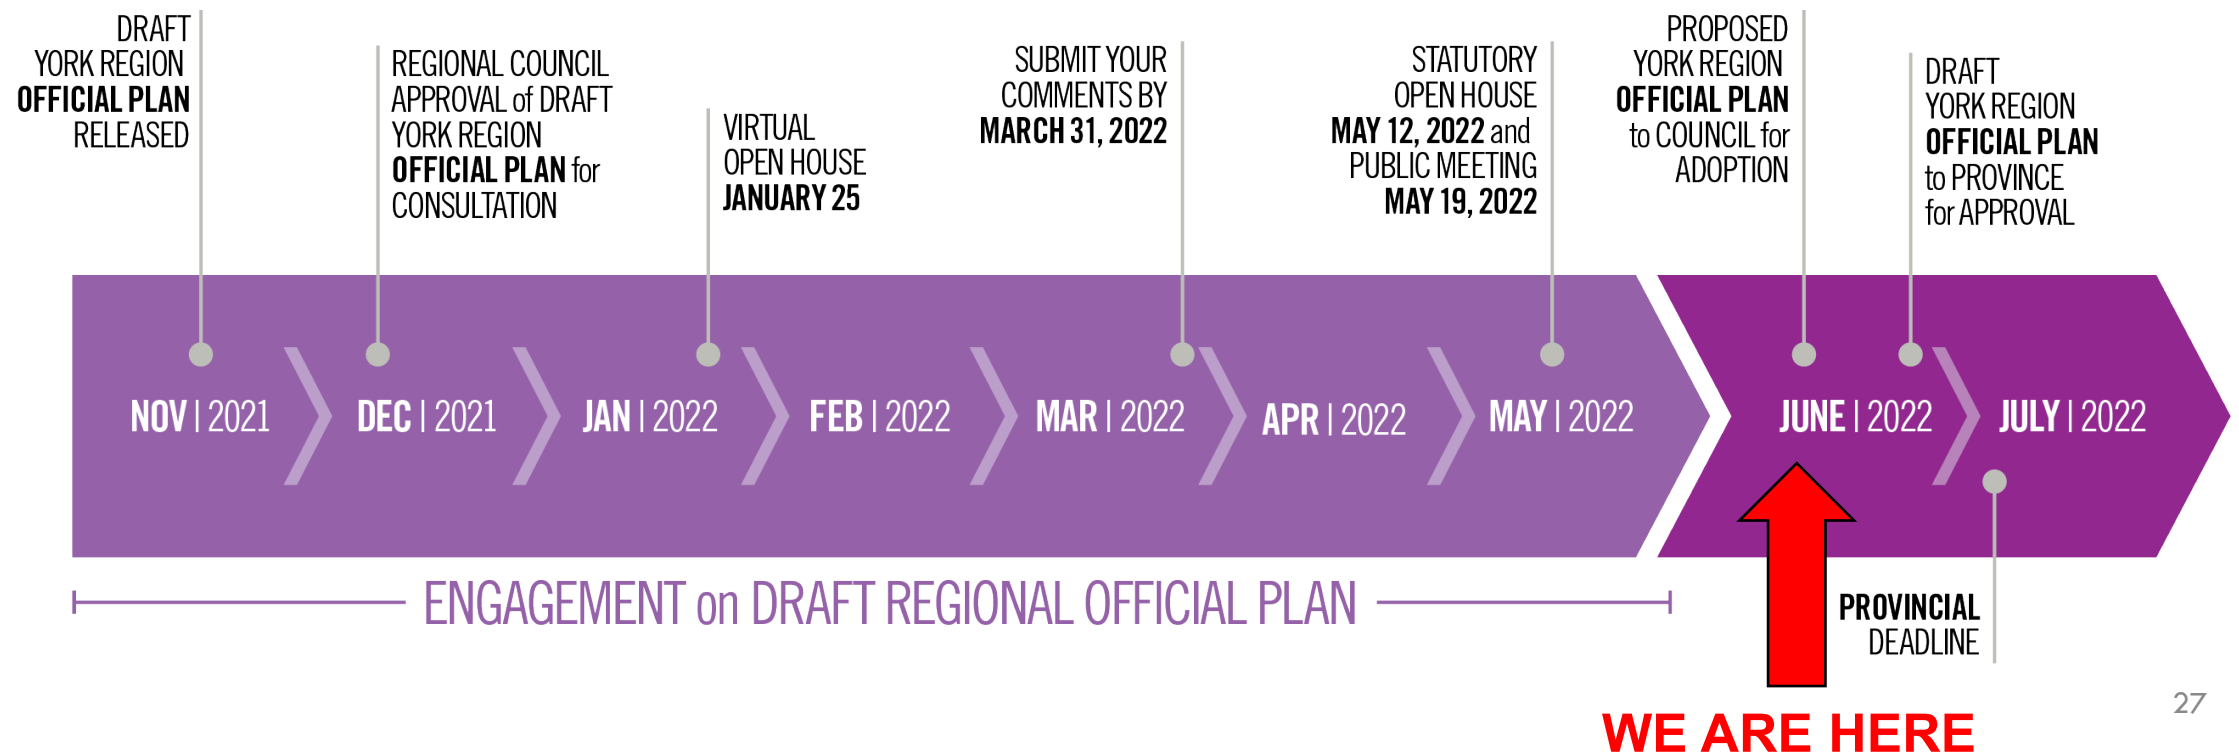 DRAFT
YORK REGION
OFFICIAL PLAN
RELEASED
REGIONAL COUNCIL
APPROVAL of DRAFT
YORK REGION
OFFICIAL PLAN for
CONSULTATION
VIRTUAL
OPEN HOUSE
JANUARY 25
SUBMIT YOUR
COMMENTS BY
MARCH 31, 2022
STATUTORY
OPEN HOUSE
MAY 12, 2022 and
PUBLIC MEETING
MAY 19, 2022
PROPOSED
YORK REGION
OFFICIAL PLAN
to COUNCIL for
ADOPTION
DRAFT
YORK REGION
OFFICIAL PLAN
to PROVINCE
for APPROVAL
NOV | 2021
DEC | 2021
JAN | 2022
FEB | 2022
MAR | 2022
APR | 2022
MAY | 2022
JUNE | 2022
JULY | 2022
ENGAGEMENT on DRAFT REGIONAL OFFICIAL PLAN
PROVINCIAL
DEADLINE
WE ARE HERE
27